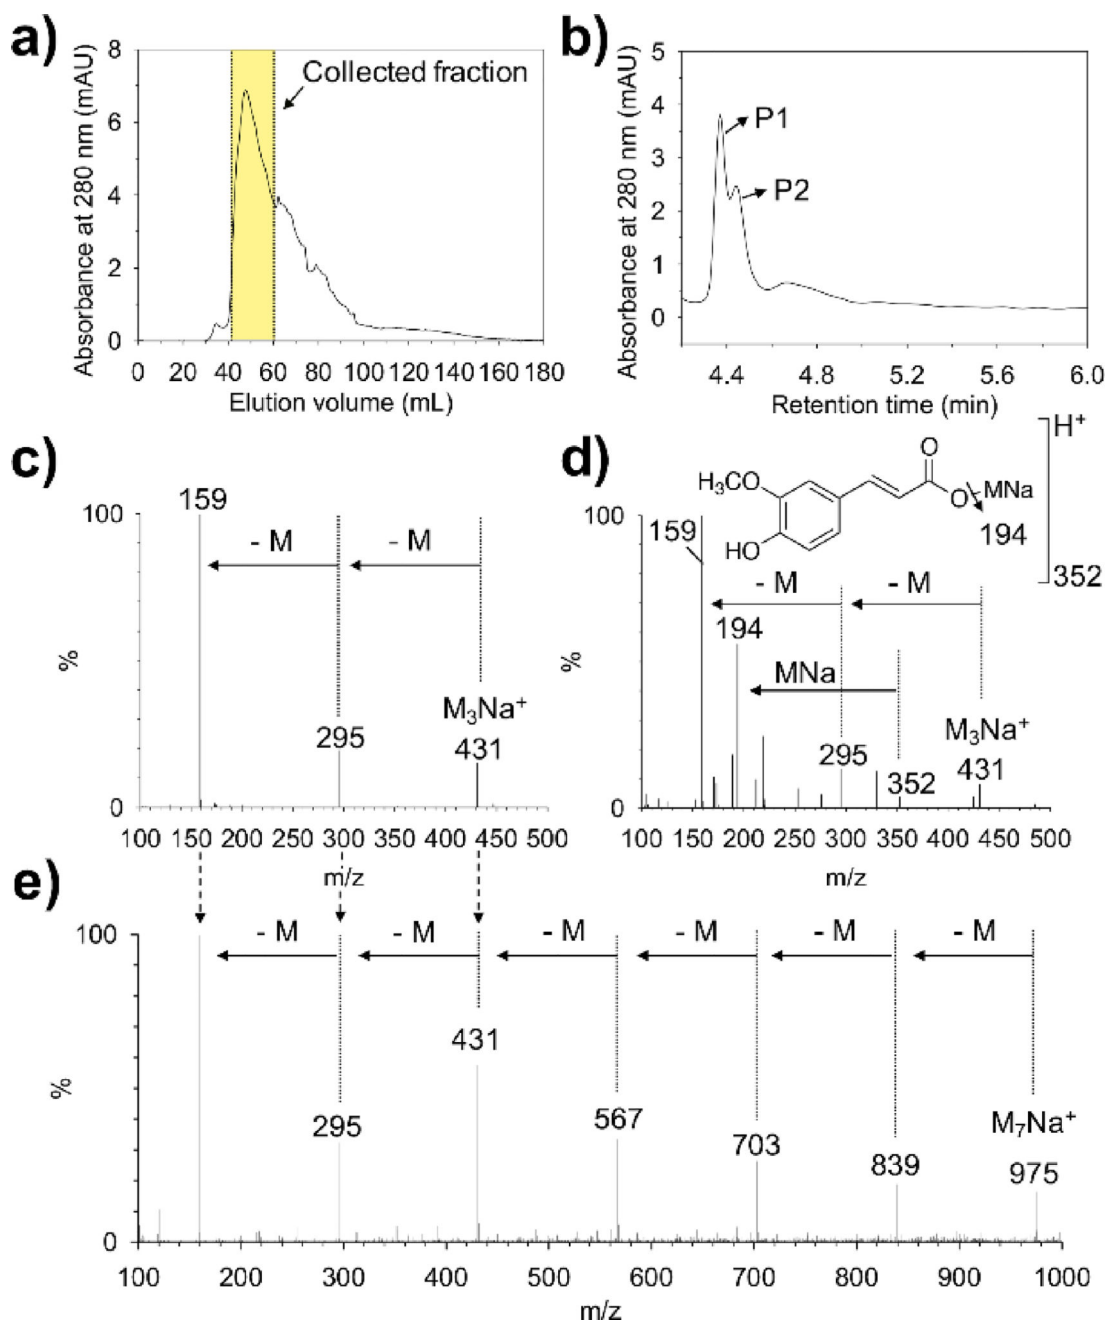 a)
Absorbance at 280 nm (mAU)
8
6
4
2
0
Collected fraction
0 20 40 60 80 100 120 140 160 180
Elution volume (mL)
b)
Absorbance at 280 nm (mAU)
5
4
3
2
1
0
P1
P2
4.4 4.8 5.2 5.6 6.0
Retention time (min)
c)
100
%
0
159
- M
- M
295
M₃Na⁺
431
100 150 200 250 300 350 400 450 500
m/z
d)
H₃CO
HO
O
O
MNa
194
H⁺
352
100
%
0
159
- M
- M
194
MNa
295
352
M₃Na⁺
431
100 150 200 250 300 350 400 450 500
m/z
e)
100
%
0
- M
- M
- M
- M
- M
- M
295
431
567
703
839
M₇Na⁺
975
100 200 300 400 500 600 700 800 900 1000
m/z